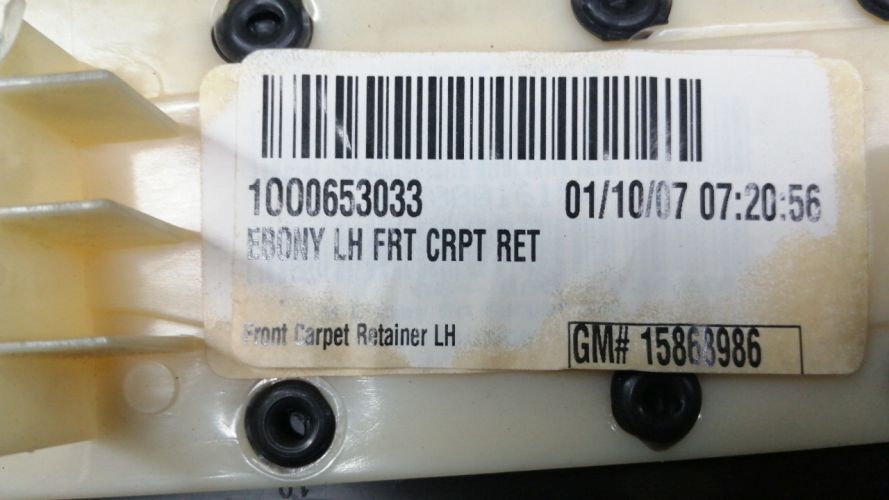 1000653033 01/10/07 07:20:56
EBONY LH FRT CRPT RET
Front Carpet Retainer LH
GM# 15868986